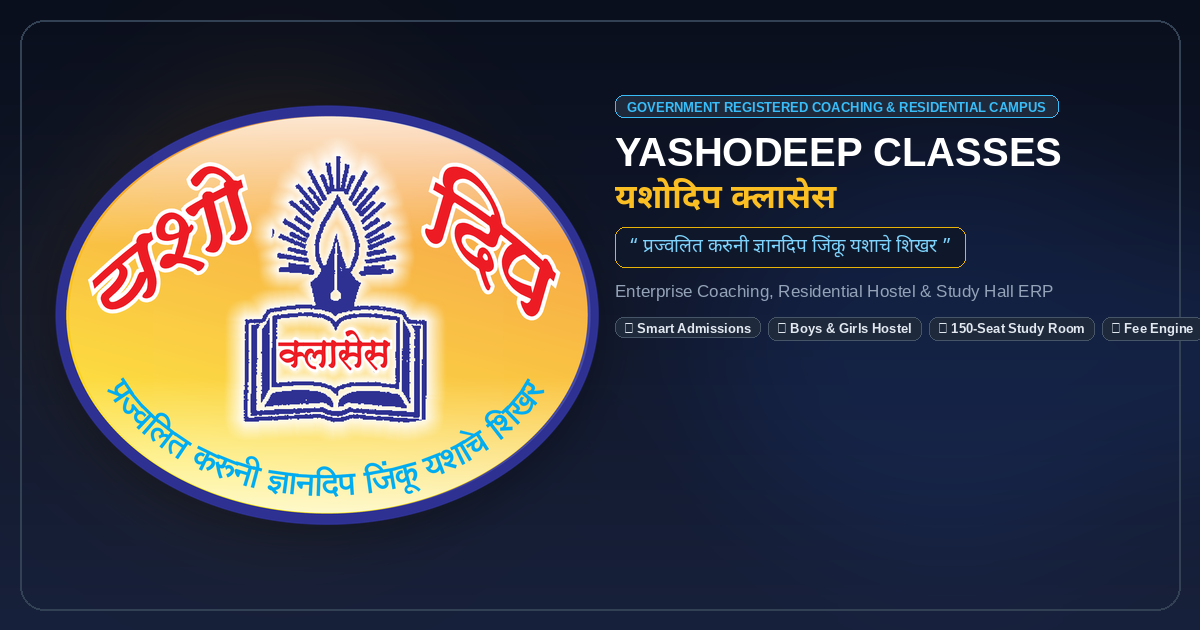 यशो दिप
क्लासेस
प्रज्वलित करुनी ज्ञानदिप जिंकू यशाचे शिखर
GOVERNMENT REGISTERED COACHING & RESIDENTIAL CAMPUS
YASHODEEP CLASSES
यशोदिप क्लासेस
“ प्रज्वलित करुनी ज्ञानदिप जिंकू यशाचे शिखर ”
Enterprise Coaching, Residential Hostel & Study Hall ERP
Smart Admissions Boys & Girls Hostel 150-Seat Study Room Fee Engine